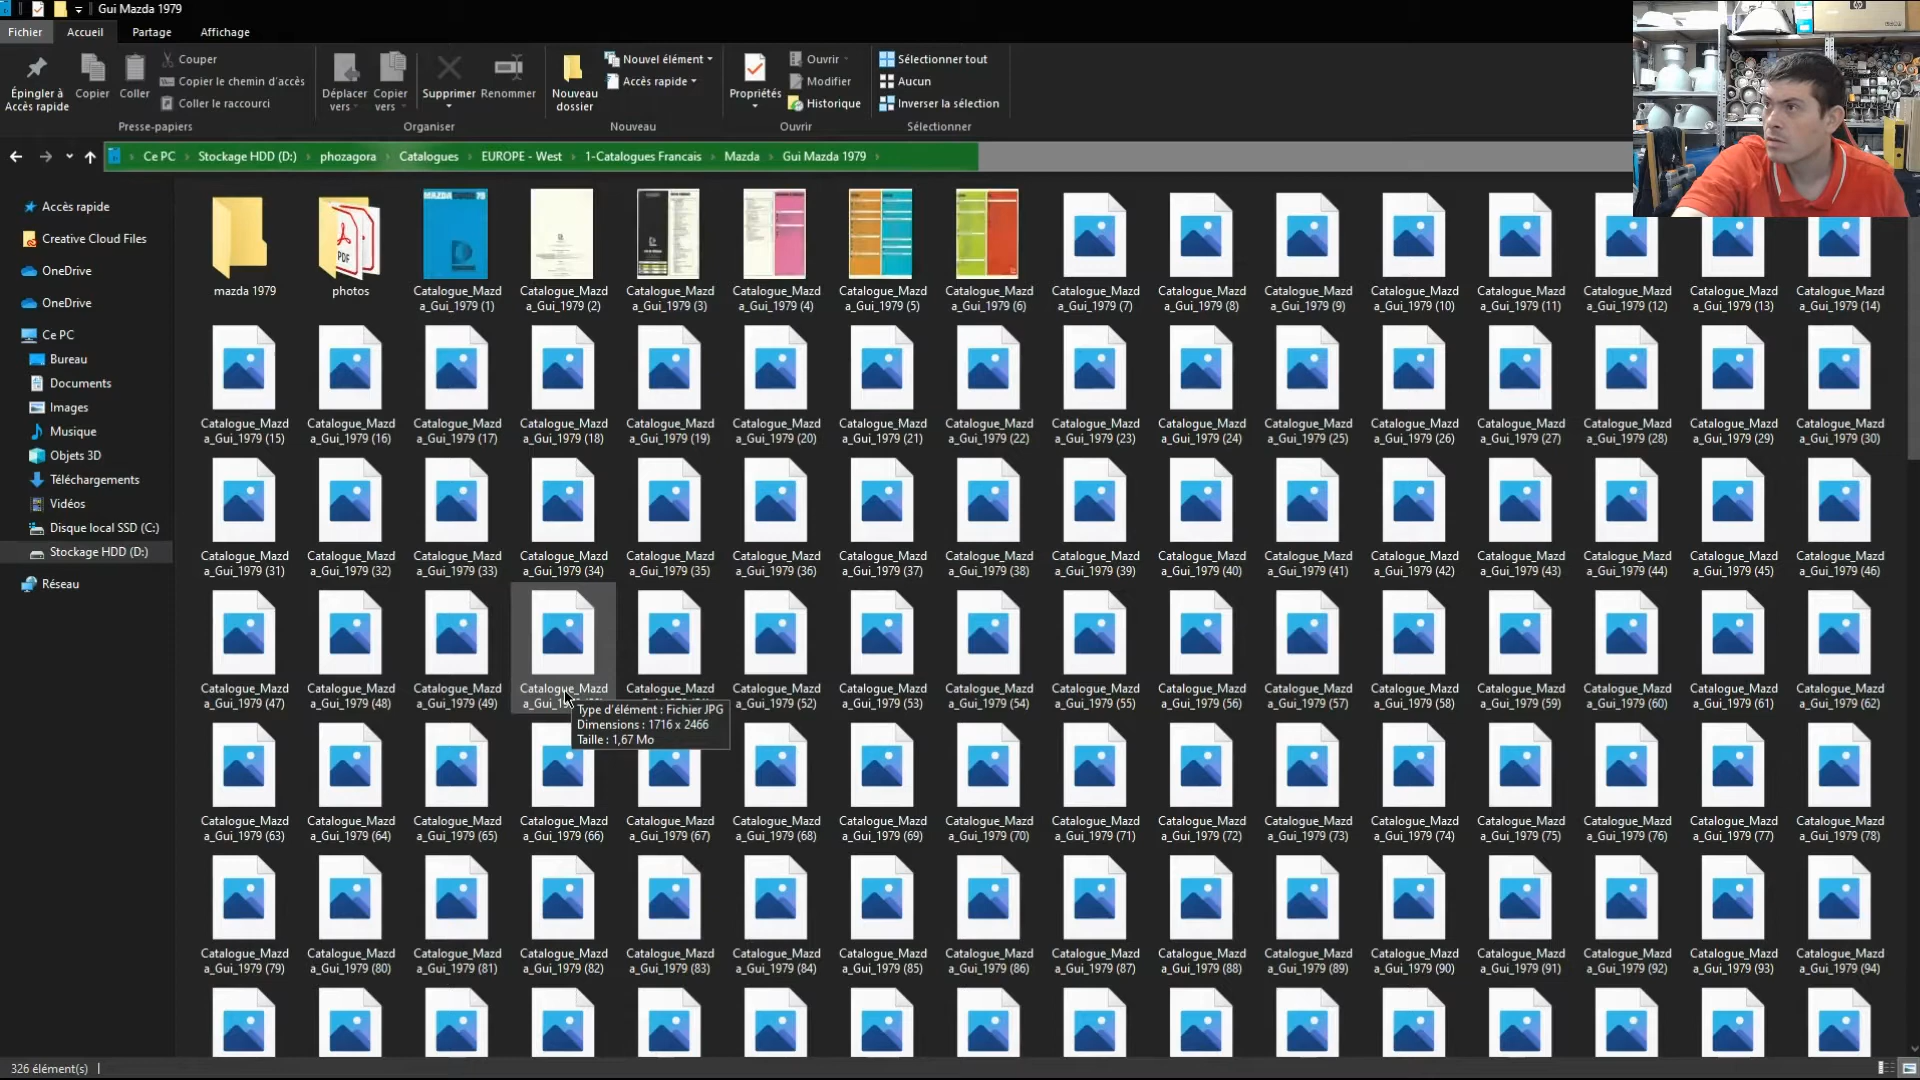 Gui Mazda 1979
Fichier Accueil Partage Affichage
Épingler à
Accès rapide
Copier
Coller
Couper
Copier le chemin d'accès
Coller le raccourci
Presse-papiers
Déplacer
vers
Copier
vers
Supprimer
Renommer
Organiser
Nouveau
dossier
Nouvel élément
Accès rapide
Nouveau
Propriétés
Ouvrir
Modifier
Historique
Ouvrir
Sélectionner tout
Aucun
Inverser la sélection
Sélectionner
Ce PC Stockage HDD (D:) phozagora Catalogues EUROPE - West 1-Catalogues Francais Mazda Gui Mazda 1979
Accès rapide
Creative Cloud Files
OneDrive
OneDrive
Ce PC
Bureau
Documents
Images
Musique
Objets 3D
Téléchargements
Vidéos
Disque local SSD (C:)
Stockage HDD (D:)
Réseau
PDF
mazda 1979 photos Catalogue_Mazd Catalogue_Mazd Catalogue_Mazd Catalogue_Mazd Catalogue_Mazd Catalogue_Mazd Catalogue_Mazd Catalogue_Mazd Catalogue_Mazd Catalogue_Mazd Catalogue_Mazd Catalogue_Mazd Catalogue_Mazd Catalogue_Mazd
a_Gui_1979 (1) a_Gui_1979 (2) a_Gui_1979 (3) a_Gui_1979 (4) a_Gui_1979 (5) a_Gui_1979 (6) a_Gui_1979 (7) a_Gui_1979 (8) a_Gui_1979 (9) a_Gui_1979 (10) a_Gui_1979 (11) a_Gui_1979 (12) a_Gui_1979 (13) a_Gui_1979 (14)
Catalogue_Mazd Catalogue_Mazd Catalogue_Mazd Catalogue_Mazd Catalogue_Mazd Catalogue_Mazd Catalogue_Mazd Catalogue_Mazd Catalogue_Mazd Catalogue_Mazd Catalogue_Mazd Catalogue_Mazd Catalogue_Mazd Catalogue_Mazd Catalogue_Mazd Catalogue_Mazd
a_Gui_1979 (15) a_Gui_1979 (16) a_Gui_1979 (17) a_Gui_1979 (18) a_Gui_1979 (19) a_Gui_1979 (20) a_Gui_1979 (21) a_Gui_1979 (22) a_Gui_1979 (23) a_Gui_1979 (24) a_Gui_1979 (25) a_Gui_1979 (26) a_Gui_1979 (27) a_Gui_1979 (28) a_Gui_1979 (29) a_Gui_1979 (30)
Catalogue_Mazd Catalogue_Mazd Catalogue_Mazd Catalogue_Mazd Catalogue_Mazd Catalogue_Mazd Catalogue_Mazd Catalogue_Mazd Catalogue_Mazd Catalogue_Mazd Catalogue_Mazd Catalogue_Mazd Catalogue_Mazd Catalogue_Mazd Catalogue_Mazd Catalogue_Mazd
a_Gui_1979 (31) a_Gui_1979 (32) a_Gui_1979 (33) a_Gui_1979 (34) a_Gui_1979 (35) a_Gui_1979 (36) a_Gui_1979 (37) a_Gui_1979 (38) a_Gui_1979 (39) a_Gui_1979 (40) a_Gui_1979 (41) a_Gui_1979 (42) a_Gui_1979 (43) a_Gui_1979 (44) a_Gui_1979 (45) a_Gui_1979 (46)
Catalogue_Mazd Catalogue_Mazd Catalogue_Mazd Catalogue_Mazd Catalogue_Mazd Catalogue_Mazd Catalogue_Mazd Catalogue_Mazd Catalogue_Mazd Catalogue_Mazd Catalogue_Mazd Catalogue_Mazd Catalogue_Mazd Catalogue_Mazd Catalogue_Mazd Catalogue_Mazd
a_Gui_1979 (47) a_Gui_1979 (48) a_Gui_1979 (49) a_Gui_1979 (52) a_Gui_1979 (53) a_Gui_1979 (54) a_Gui_1979 (55) a_Gui_1979 (56) a_Gui_1979 (57) a_Gui_1979 (58) a_Gui_1979 (59) a_Gui_1979 (60) a_Gui_1979 (61) a_Gui_1979 (62)
Type d'élément : Fichier JPG
Dimensions : 1716 x 2466
Taille : 1,67 Mo
Catalogue_Mazd Catalogue_Mazd Catalogue_Mazd Catalogue_Mazd Catalogue_Mazd Catalogue_Mazd Catalogue_Mazd Catalogue_Mazd Catalogue_Mazd Catalogue_Mazd Catalogue_Mazd Catalogue_Mazd Catalogue_Mazd Catalogue_Mazd Catalogue_Mazd Catalogue_Mazd
a_Gui_1979 (63) a_Gui_1979 (64) a_Gui_1979 (65) a_Gui_1979 (66) a_Gui_1979 (67) a_Gui_1979 (68) a_Gui_1979 (69) a_Gui_1979 (70) a_Gui_1979 (71) a_Gui_1979 (72) a_Gui_1979 (73) a_Gui_1979 (74) a_Gui_1979 (75) a_Gui_1979 (76) a_Gui_1979 (77) a_Gui_1979 (78)
Catalogue_Mazd Catalogue_Mazd Catalogue_Mazd Catalogue_Mazd Catalogue_Mazd Catalogue_Mazd Catalogue_Mazd Catalogue_Mazd Catalogue_Mazd Catalogue_Mazd Catalogue_Mazd Catalogue_Mazd Catalogue_Mazd Catalogue_Mazd Catalogue_Mazd Catalogue_Mazd
a_Gui_1979 (79) a_Gui_1979 (80) a_Gui_1979 (81) a_Gui_1979 (82) a_Gui_1979 (83) a_Gui_1979 (84) a_Gui_1979 (85) a_Gui_1979 (86) a_Gui_1979 (87) a_Gui_1979 (88) a_Gui_1979 (89) a_Gui_1979 (90) a_Gui_1979 (91) a_Gui_1979 (92) a_Gui_1979 (93) a_Gui_1979 (94)
326 élément(s)